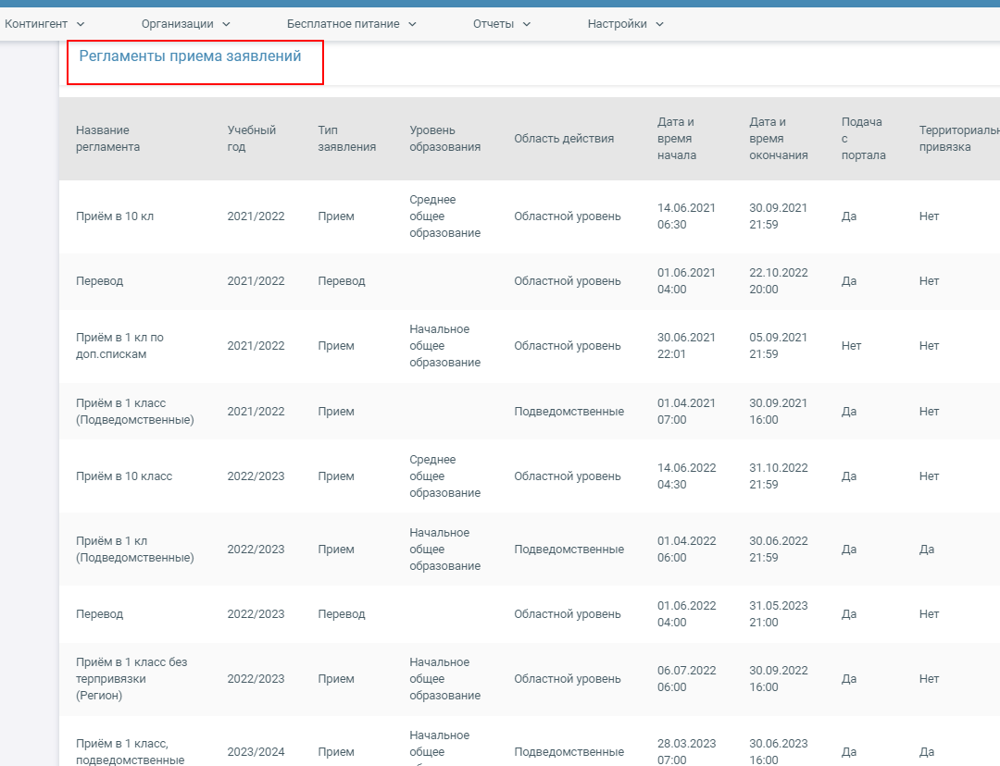 Контингент Организации Бесплатное питание Отчеты Настройки
Регламенты приема заявлений
Название регламента
Учебный год
Тип заявления
Уровень образования
Область действия
Дата и время начала
Дата и время окончания
Подача с портала
Территориальн
привязка
Приём в 10 кл
2021/2022
Прием
Среднее
общее
образование
Областной уровень
14.06.2021
06:30
30.09.2021
21:59
Да
Нет
Перевод
2021/2022
Перевод
Областной уровень
01.06.2021
04:00
22.10.2022
20:00
Да
Нет
Приём в 1 кл по
доп.спискам
2021/2022
Прием
Начальное
общее
образование
Областной уровень
30.06.2021
22:01
05.09.2021
21:59
Нет
Нет
Приём в 1 класс
(Подведомственные)
2021/2022
Прием
Подведомственные
01.04.2021
07:00
30.09.2021
16:00
Да
Нет
Приём в 10 класс
2022/2023
Прием
Среднее
общее
образование
Областной уровень
14.06.2022
04:30
31.10.2022
21:59
Да
Нет
Приём в 1 кл
(Подведомственные)
2022/2023
Прием
Начальное
общее
образование
Подведомственные
01.04.2022
06:00
30.06.2022
21:59
Да
Да
Перевод
2022/2023
Перевод
Областной уровень
01.06.2022
04:00
31.05.2023
21:00
Да
Нет
Приём в 1 класс без
терпривязки
(Регион)
2022/2023
Прием
Начальное
общее
образование
Областной уровень
06.07.2022
06:00
30.09.2022
16:00
Да
Нет
Приём в 1 класс,
подведомственные
2023/2024
Прием
Начальное
общее
Подведомственные
28.03.2023
07:00
30.06.2023
16:00
Да
Да